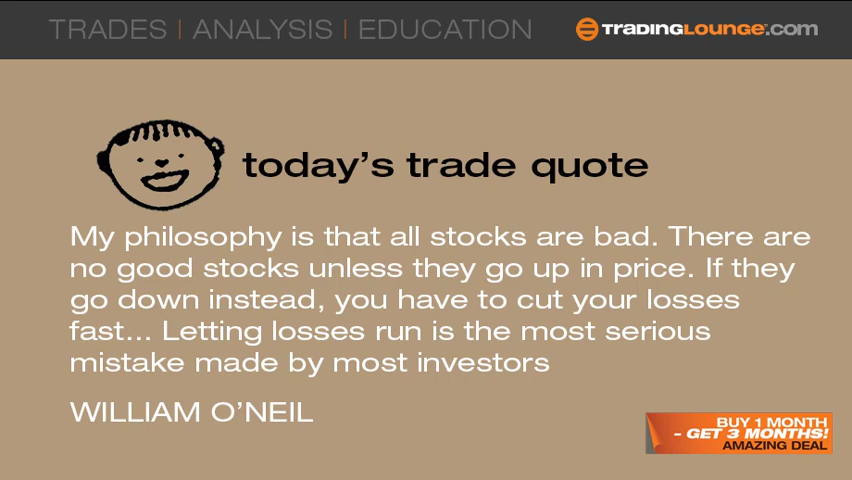 TRADES | ANALYSIS | EDUCATION
TRADINGLOUNGE.com
today's trade quote
My philosophy is that all stocks are bad. There are
no good stocks unless they go up in price. If they
go down instead, you have to cut your losses
fast... Letting losses run is the most serious
mistake made by most investors
WILLIAM O'NEIL
BUY 1 MONTH
- GET 3 MONTHS!
AMAZING DEAL